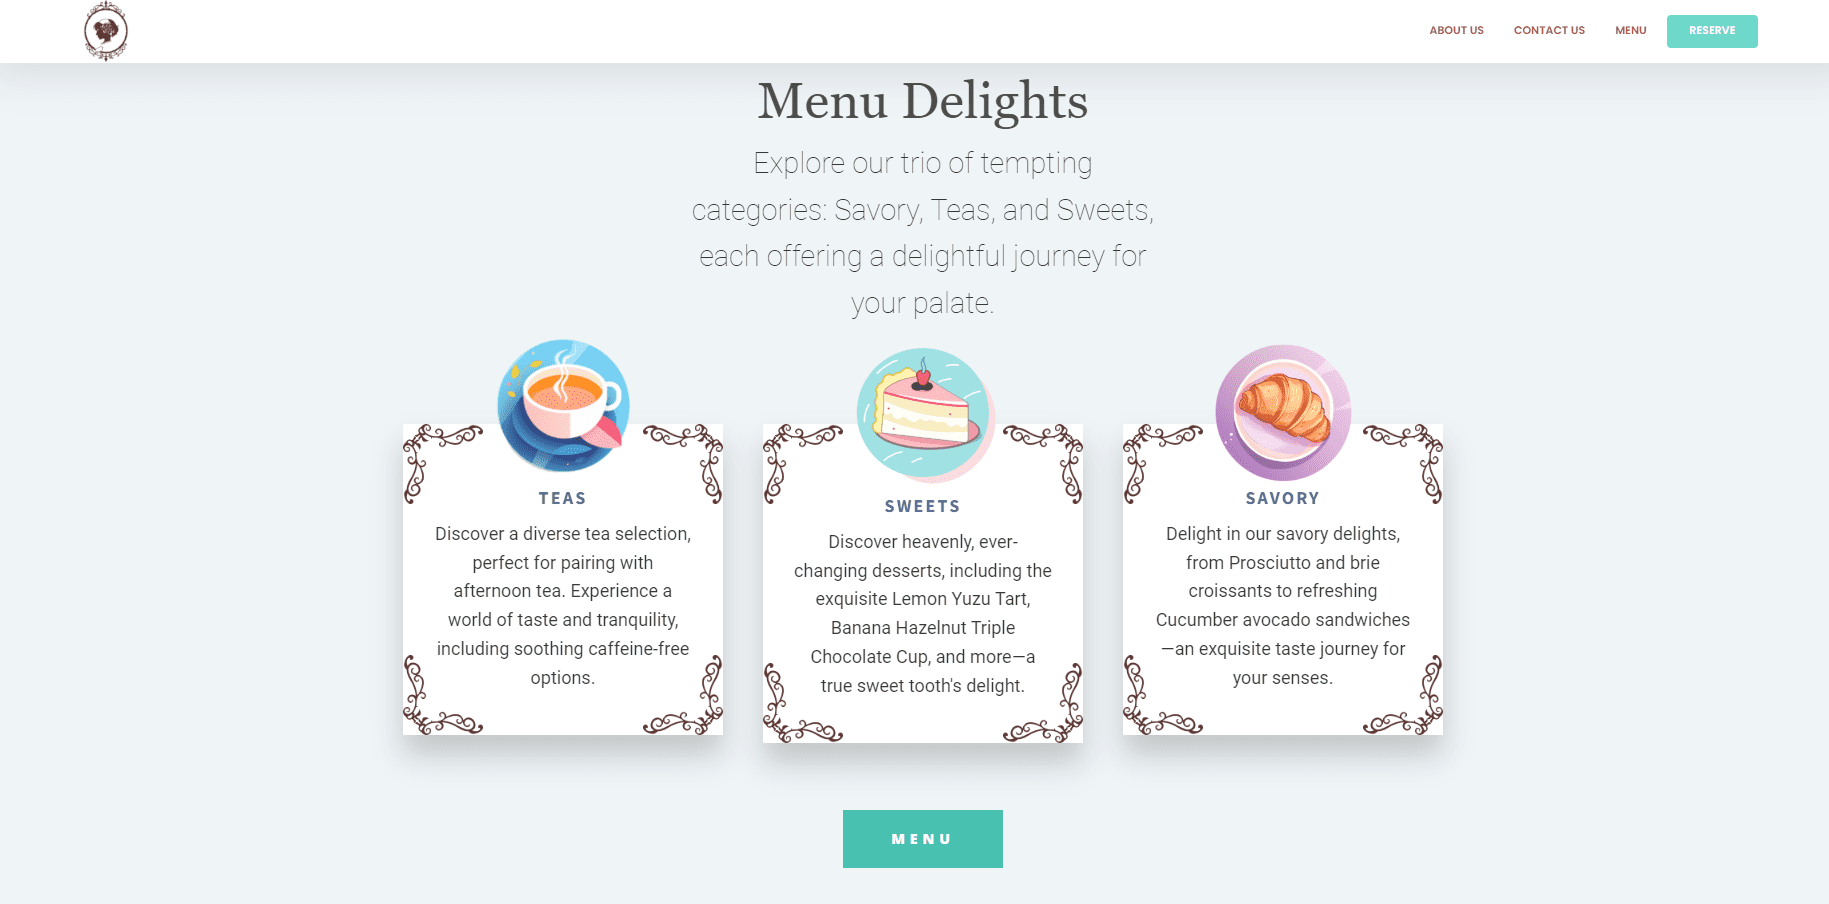 ABOUT US
CONTACT US
MENU
RESERVE
Menu Delights
Explore our trio of tempting
categories: Savory, Teas, and Sweets,
each offering a delightful journey for
your palate.
TEAS
Discover a diverse tea selection,
perfect for pairing with
afternoon tea. Experience a
world of taste and tranquility,
including soothing caffeine-free
options.
SWEETS
Discover heavenly, ever-
changing desserts, including the
exquisite Lemon Yuzu Tart,
Banana Hazelnut Triple
Chocolate Cup, and more—a
true sweet tooth's delight.
SAVORY
Delight in our savory delights,
from Prosciutto and brie
croissants to refreshing
Cucumber avocado sandwiches
—an exquisite taste journey for
your senses.
MENU